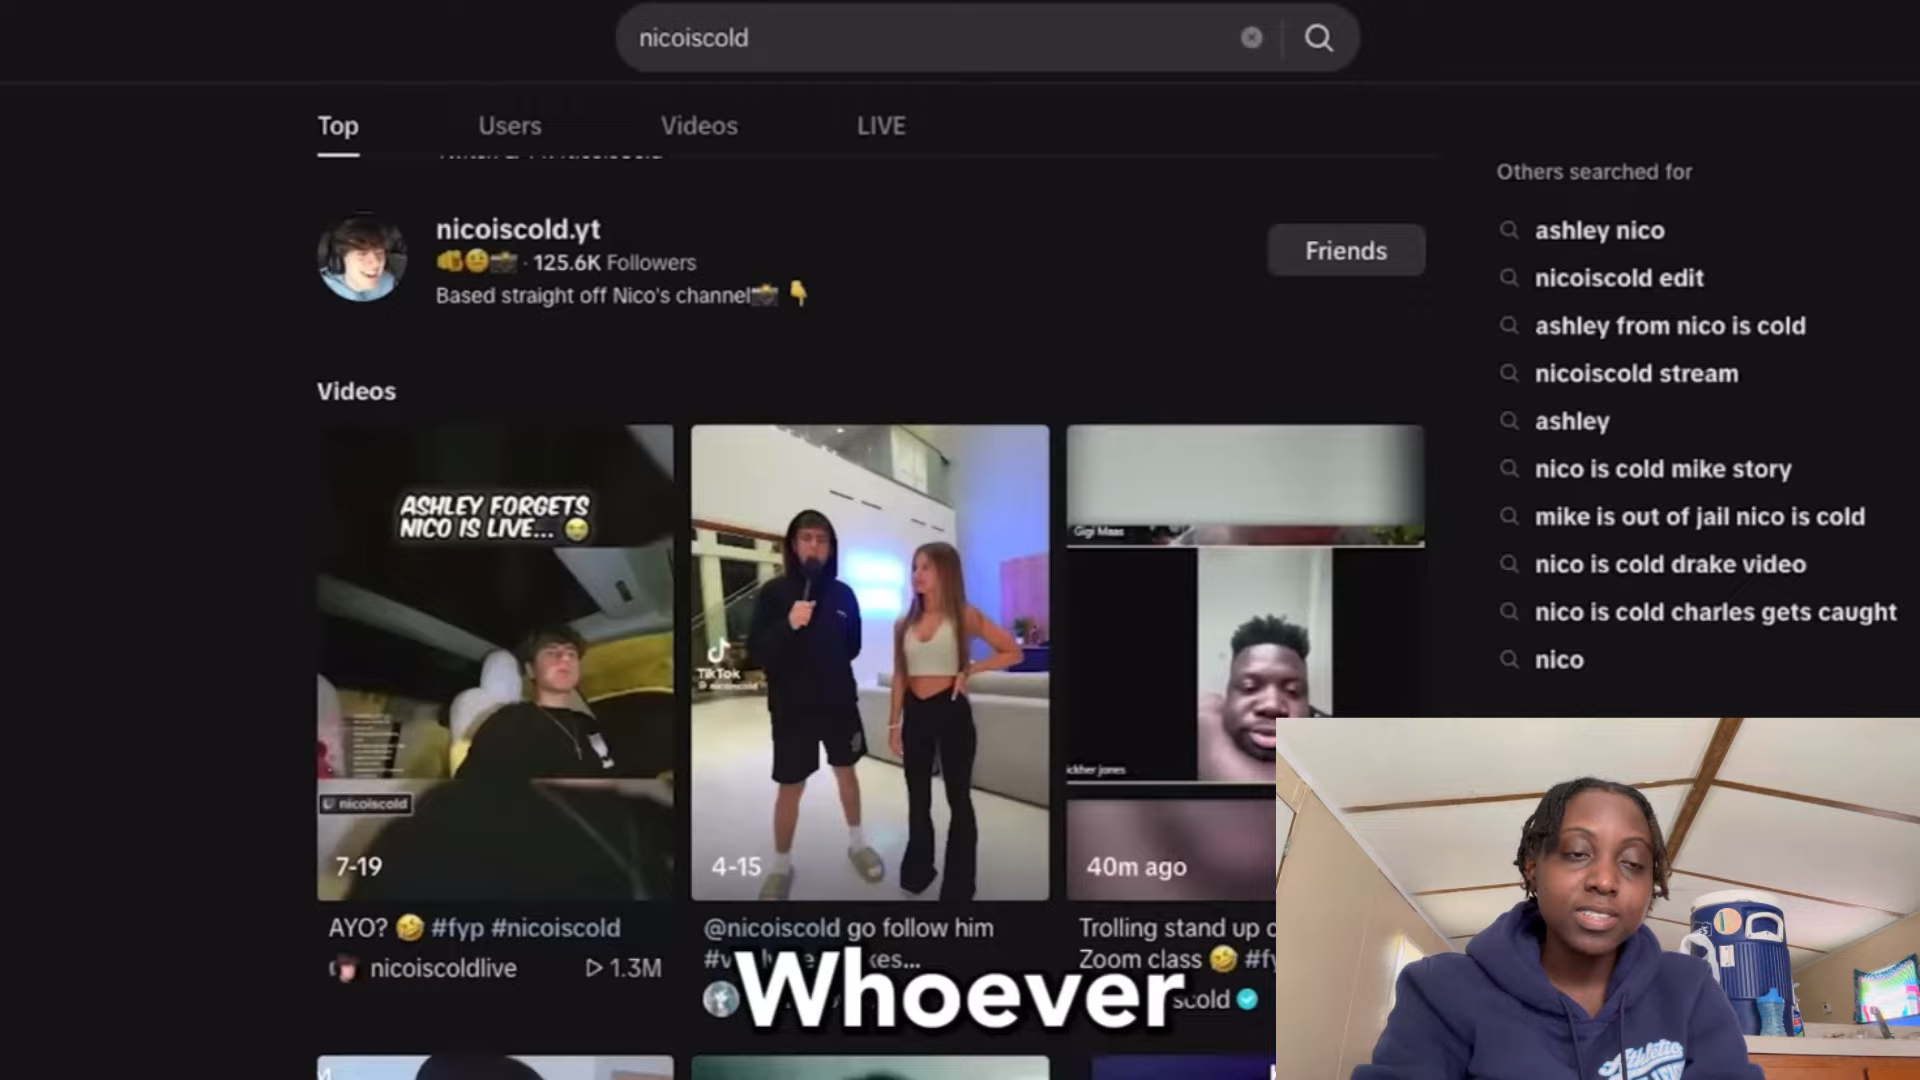 nicoiscold
Top
Users
Videos
LIVE
nicoiscold.yt
125.6K Followers
Based straight off Nico's channel
Friends
Others searched for
ashley nico
nicoiscold edit
ashley from nico is cold
nicoiscold stream
ashley
nico is cold mike story
mike is out of jail nico is cold
nico is cold drake video
nico is cold charles gets caught
nico
Videos
ASHLEY FORGETS
NICO IS LIVE...
nicoiscold
7-19
AYO? 🤣 #fyp #nicoiscold
nicoiscoldlive
1.3M
TikTok
4-15
@nicoiscold go follow him
Gigi Maas
40m ago
Trolling stand up
Zoom class 🤣
scold
Whoever
Athletic